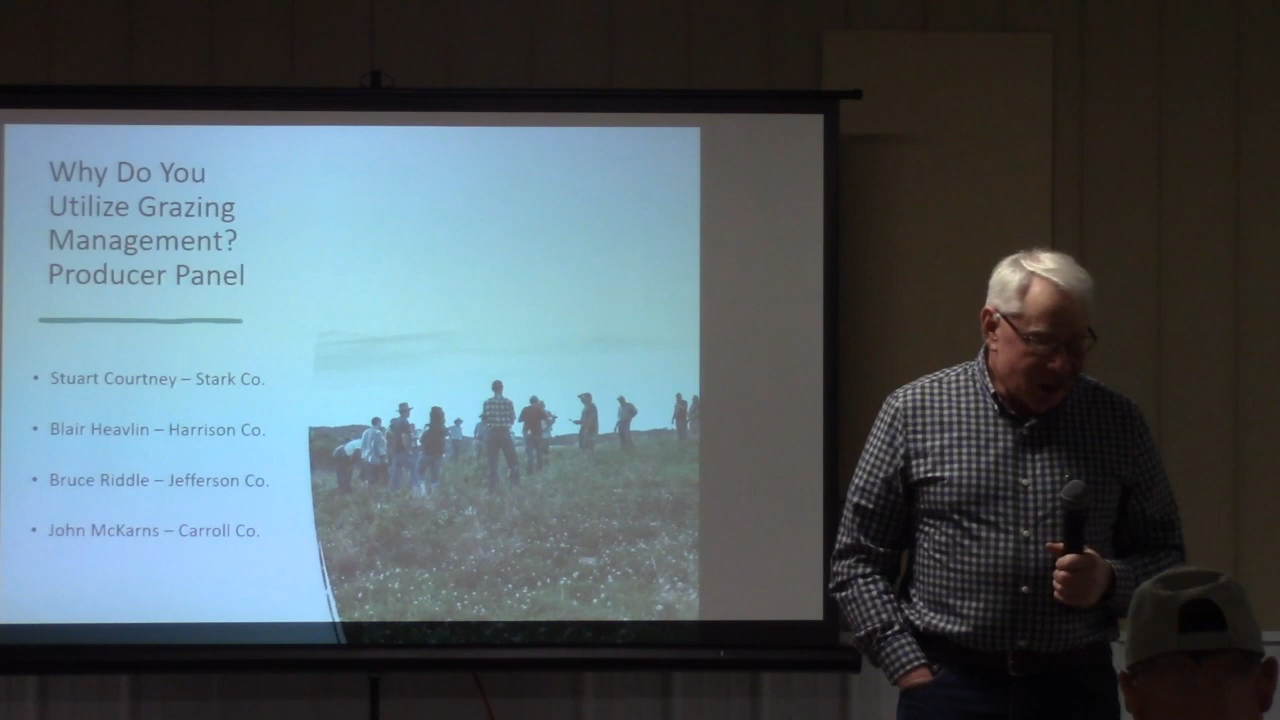 Why Do You
Utilize Grazing
Management?
Producer Panel
• Stuart Courtney – Stark Co.
• Blair Heavlin – Harrison Co.
• Bruce Riddle – Jefferson Co.
• John McKarns – Carroll Co.